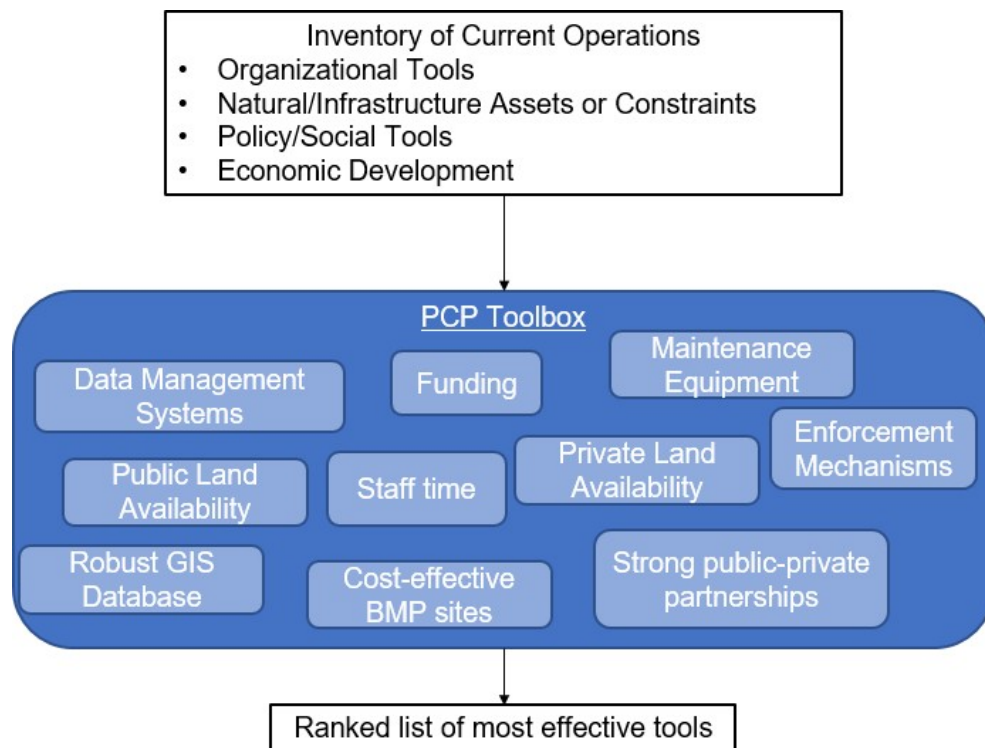 Inventory of Current Operations
• Organizational Tools
• Natural/Infrastructure Assets or Constraints
• Policy/Social Tools
• Economic Development
PCP Toolbox
Data Management
Systems
Funding
Maintenance
Equipment
Public Land
Availability
Staff time
Private Land
Availability
Enforcement
Mechanisms
Robust GIS
Database
Cost-effective
BMP sites
Strong public-private
partnerships
Ranked list of most effective tools